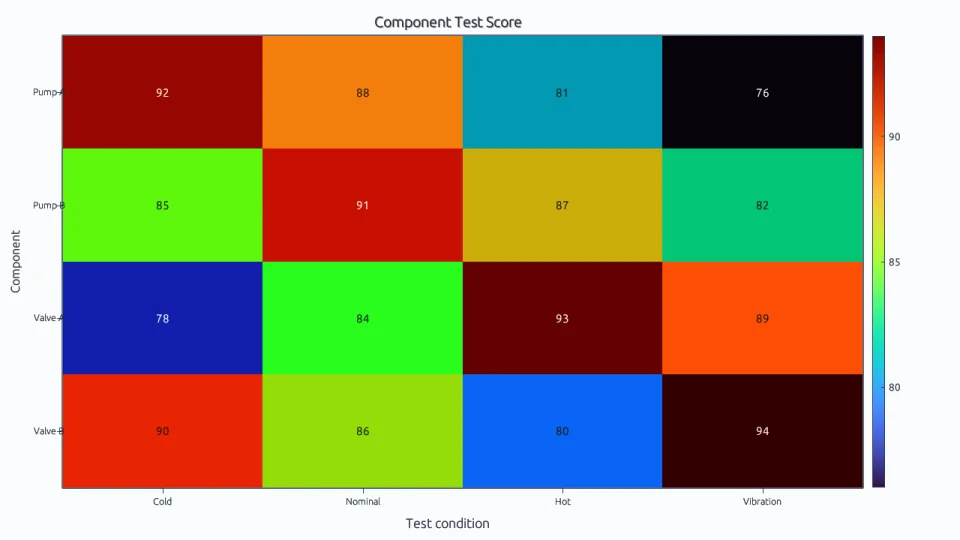 Component Test Score
Pump A 92 88 81 76
90
Pump B 85 91 87 82
Component
85
Valve A 78 84 93 89
80
Valve B 90 86 80 94
Cold Nominal Hot Vibration
Test condition